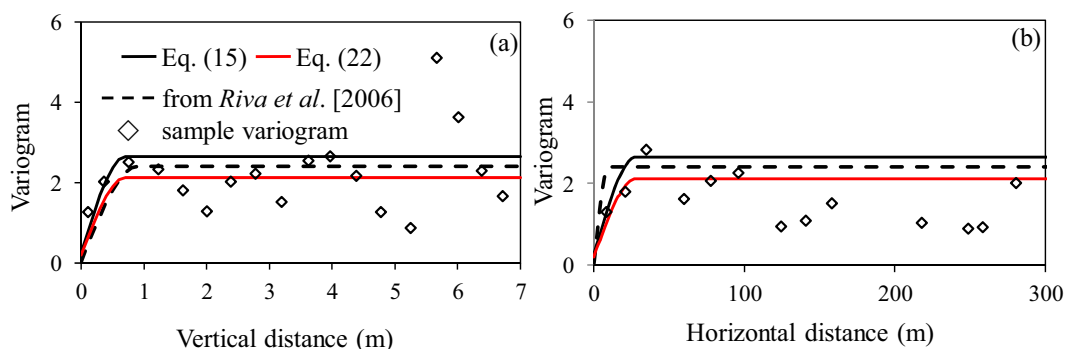 6
4
2
0
Variogram
(a)
Eq. (15) Eq. (22)
from Riva et al. [2006]
sample variogram
0 1 2 3 4 5 6 7
Vertical distance (m)
6
4
2
0
Variogram
(b)
0 100 200 300
Horizontal distance (m)